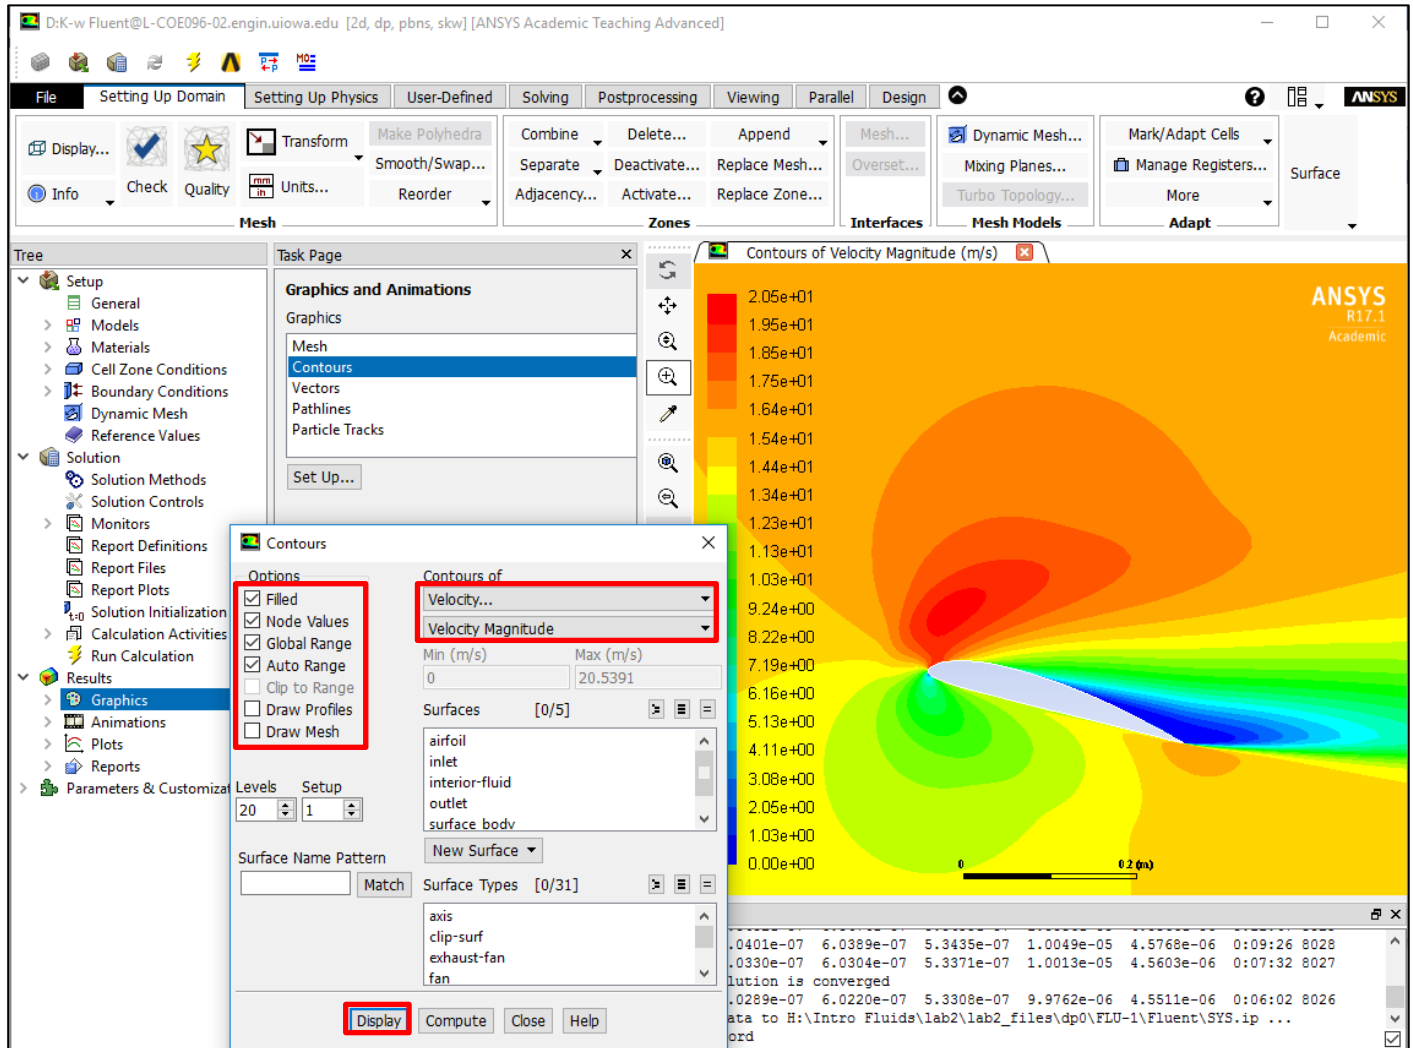 D:K-w Fluent@L-COE096-02.engin.uiowa.edu [2d, dp, pbns, skw] [ANSYS Academic Teaching Advanced]
File Setting Up Domain Setting Up Physics User-Defined Solving Postprocessing Viewing Parallel Design ANSYS
Display... Check Quality Transform Make Polyhedra Combine Delete... Append Mesh... Dynamic Mesh... Mark/Adapt Cells
Smooth/Swap... Separate Deactivate... Replace Mesh... Overset... Mixing Planes... Manage Registers... Surface
Info Units... Reorder Adjacency... Activate... Replace Zone... Turbo Topology... More
Mesh Zones Interfaces Mesh Models Adapt
Tree
Setup
General
Models
Materials
Cell Zone Conditions
Boundary Conditions
Dynamic Mesh
Reference Values
Solution
Solution Methods
Solution Controls
Monitors
Report Definitions
Report Files
Report Plots
Solution Initialization
Calculation Activities
Run Calculation
Results
Graphics
Animations
Plots
Reports
Parameters & Customizat
Task Page
Graphics and Animations
Graphics
Mesh
Contours
Vectors
Pathlines
Particle Tracks
Set Up...
Contours
Options
Filled
Node Values
Global Range
Auto Range
Clip to Range
Draw Profiles
Draw Mesh
Levels Setup
20 1
Surface Name Pattern
Match
Contours of
Velocity...
Velocity Magnitude
Min (m/s) Max (m/s)
0 20.5391
Surfaces [0/5]
airfoil
inlet
interior-fluid
outlet
surface_body
New Surface
Surface Types [0/31]
axis
clip-surf
exhaust-fan
fan
Display Compute Close Help
Contours of Velocity Magnitude (m/s)
2.05e+01
1.95e+01
1.85e+01
1.75e+01
1.64e+01
1.54e+01
1.44e+01
1.34e+01
1.23e+01
1.13e+01
1.03e+01
9.24e+00
8.22e+00
7.19e+00
6.16e+00
5.13e+00
4.11e+00
3.08e+00
2.05e+00
1.03e+00
0.00e+00
ANSYS
R17.1
Academic
0 0.2 (m)
.0401e-07 6.0389e-07 5.3435e-07 1.0049e-05 4.5768e-06 0:09:26 8028
.0330e-07 6.0304e-07 5.3371e-07 1.0013e-05 4.5603e-06 0:07:32 8027
lution is converged
.0289e-07 6.0220e-07 5.3308e-07 9.9762e-06 4.5511e-06 0:06:02 8026
ata to H:\Intro Fluids\lab2\lab2_files\dp0\FLU-1\Fluent\SYS.ip ...
ord